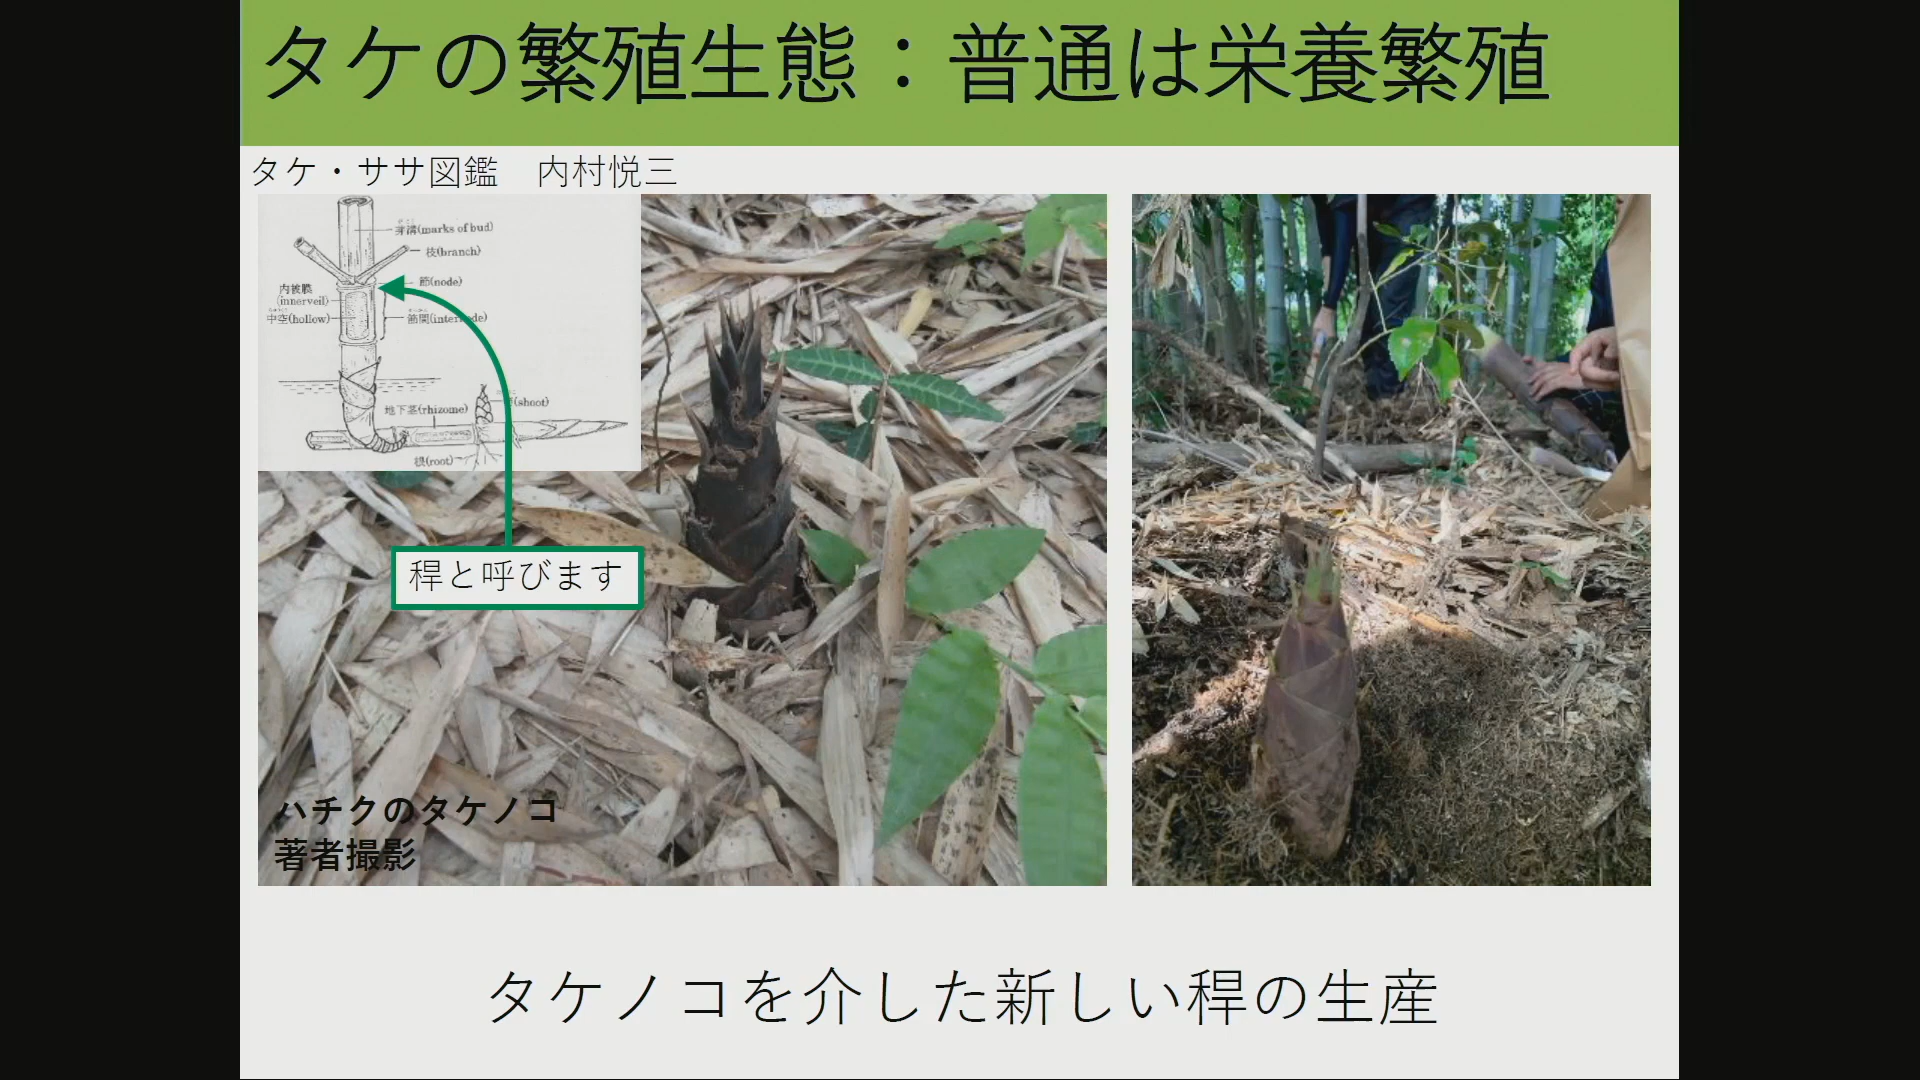 タケの繁殖生態：普通は栄養繁殖
タケ・ササ図鑑　内村悦三
芽溝(marks of bud)
枝(branch)
節(node)
内被膜
(innerveil)
中空(hollow)
節間(internode)
地下茎(rhizome)
(shoot)
根(root)
稈と呼びます
ハチクのタケノコ
著者撮影
タケノコを介した新しい稈の生産